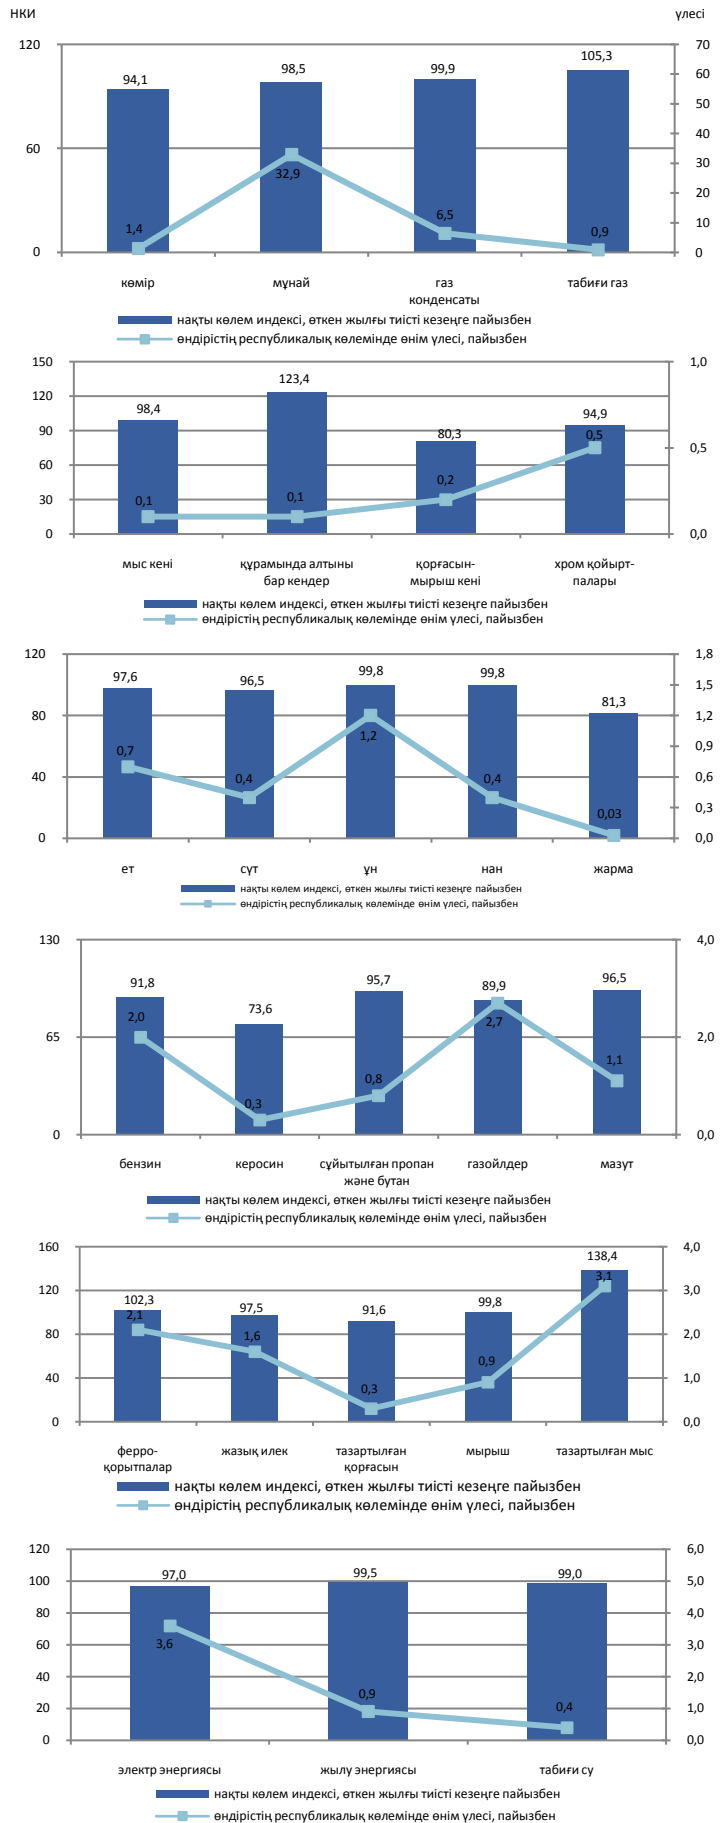 НКИ үлесі
120 70
105,3
98,5 99,9
94,1 60
50
60 40
32,9 30
20
6,5
1,4 0,9 10
0 0
көмір мұнай газ табиғи газ
конденсаты
нақты көлем индексі, өткен жылғы тиісті кезеңге пайызбен
өндірістің республикалық көлемінде өнім үлесі, пайызбен
150 1,0
123,4
120
98,4 94,9
90 80,3 0,5 0,5
60
0,2
30 0,1 0,1
0 0,0
мыс кені құрамында алтыны қорғасын- хром қойырт-
бар кендер мырыш кені палары
нақты көлем индексі, өткен жылғы тиісті кезеңге пайызбен
өндірістің республикалық көлемінде өнім үлесі, пайызбен
120 1,8
97,6 96,5 99,8 99,8
1,5
81,3
80 1,2
0,7 1,2 0,9
40 0,4 0,4 0,6
0,03 0,3
0 0,0
ет сүт ұн нан жарма
нақты көлем индексі, өткен жылғы тиісті кезеңге пайызбен
өндірістің республикалық көлемінде өнім үлесі, пайызбен
130 4,0
91,8 73,6 95,7 89,9 96,5
2,0 2,7
65 2,0
0,3 0,8 1,1
0 0,0
бензин керосин сұйытылған пропан газойлдер мазут
және бутан
нақты көлем индексі, өткен жылғы тиісті кезеңге пайызбен
өндірістің республикалық көлемінде өнім үлесі, пайызбен
160 4,0
138,4
3,1
120 3,0
102,3 97,5 91,6 99,8
2,1
80 1,6 2,0
0,9
40 0,3 1,0
0 0,0
ферро- жазық илек тазартылған мырыш тазартылған мыс
қорытпалар қорғасын
нақты көлем индексі, өткен жылғы тиісті кезеңге пайызбен
өндірістің республикалық көлемінде өнім үлесі, пайызбен
120 6,0
97,0 99,5 99,0
100 5,0
80 4,0
3,6
60 3,0
40 2,0
0,9
20 0,4 1,0
0 0,0
электр энергиясы жылу энергиясы табиғи су
нақты көлем индексі, өткен жылғы тиісті кезеңге пайызбен
өндірістің республикалық көлемінде өнім үлесі, пайызбен